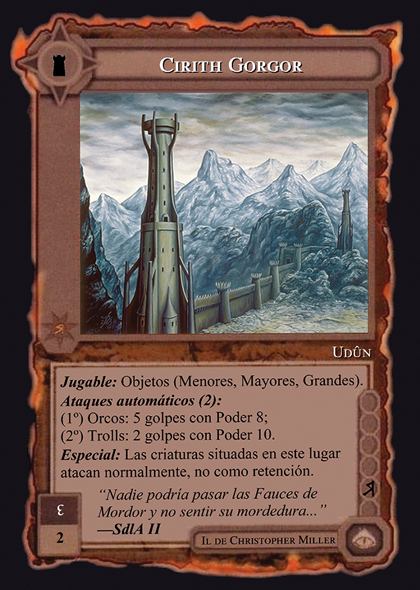 Cirith Gorgor
Udûn
Jugable: Objetos (Menores, Mayores, Grandes).
Ataques automáticos (2):
(1º) Orcos: 5 golpes con Poder 8;
(2º) Trolls: 2 golpes con Poder 10.
Especial: Las criaturas situadas en este lugar
atacan normalmente, no como retención.
“Nadie podría pasar las Fauces de
Mordor y no sentir su mordedura...”
—SdlA II
2
Il de Christopher Miller